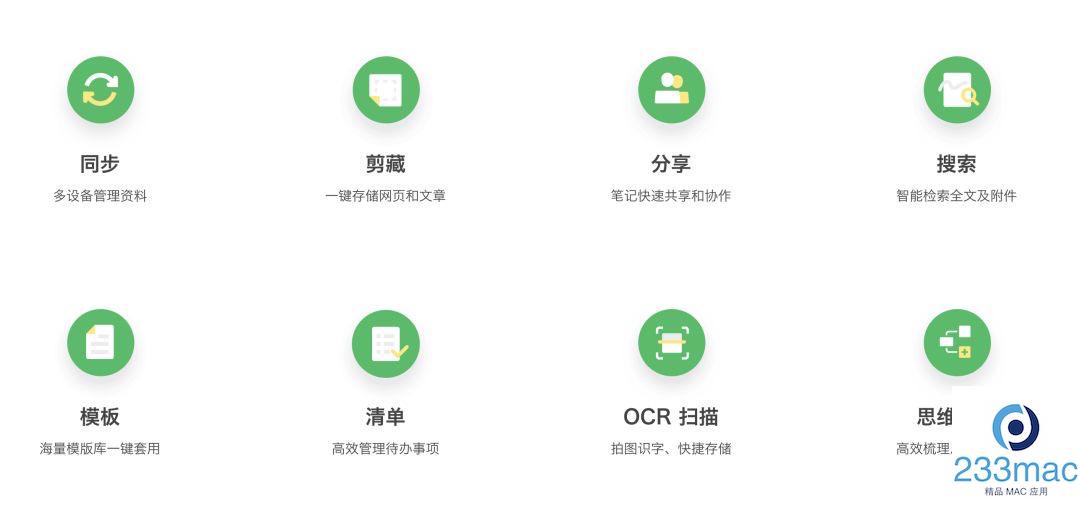 同步
多设备管理资料
剪藏
一键存储网页和文章
分享
笔记快速共享和协作
搜索
智能检索全文及附件
模板
海量模版库一键套用
清单
高效管理待办事项
OCR 扫描
拍图识字、快捷存储
思维
高效梳理
233mac
精品 MAC 应用